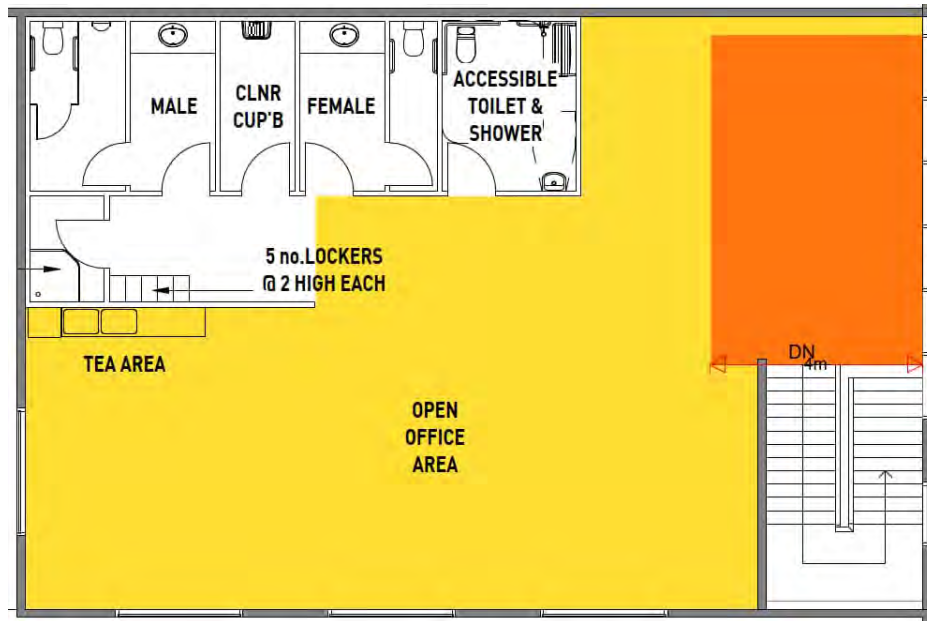 MALE
CLNR
CUP'B
FEMALE
ACCESSIBLE
TOILET &
SHOWER
5 no.LOCKERS
@ 2 HIGH EACH
TEA AREA
DN
4m
OPEN
OFFICE
AREA